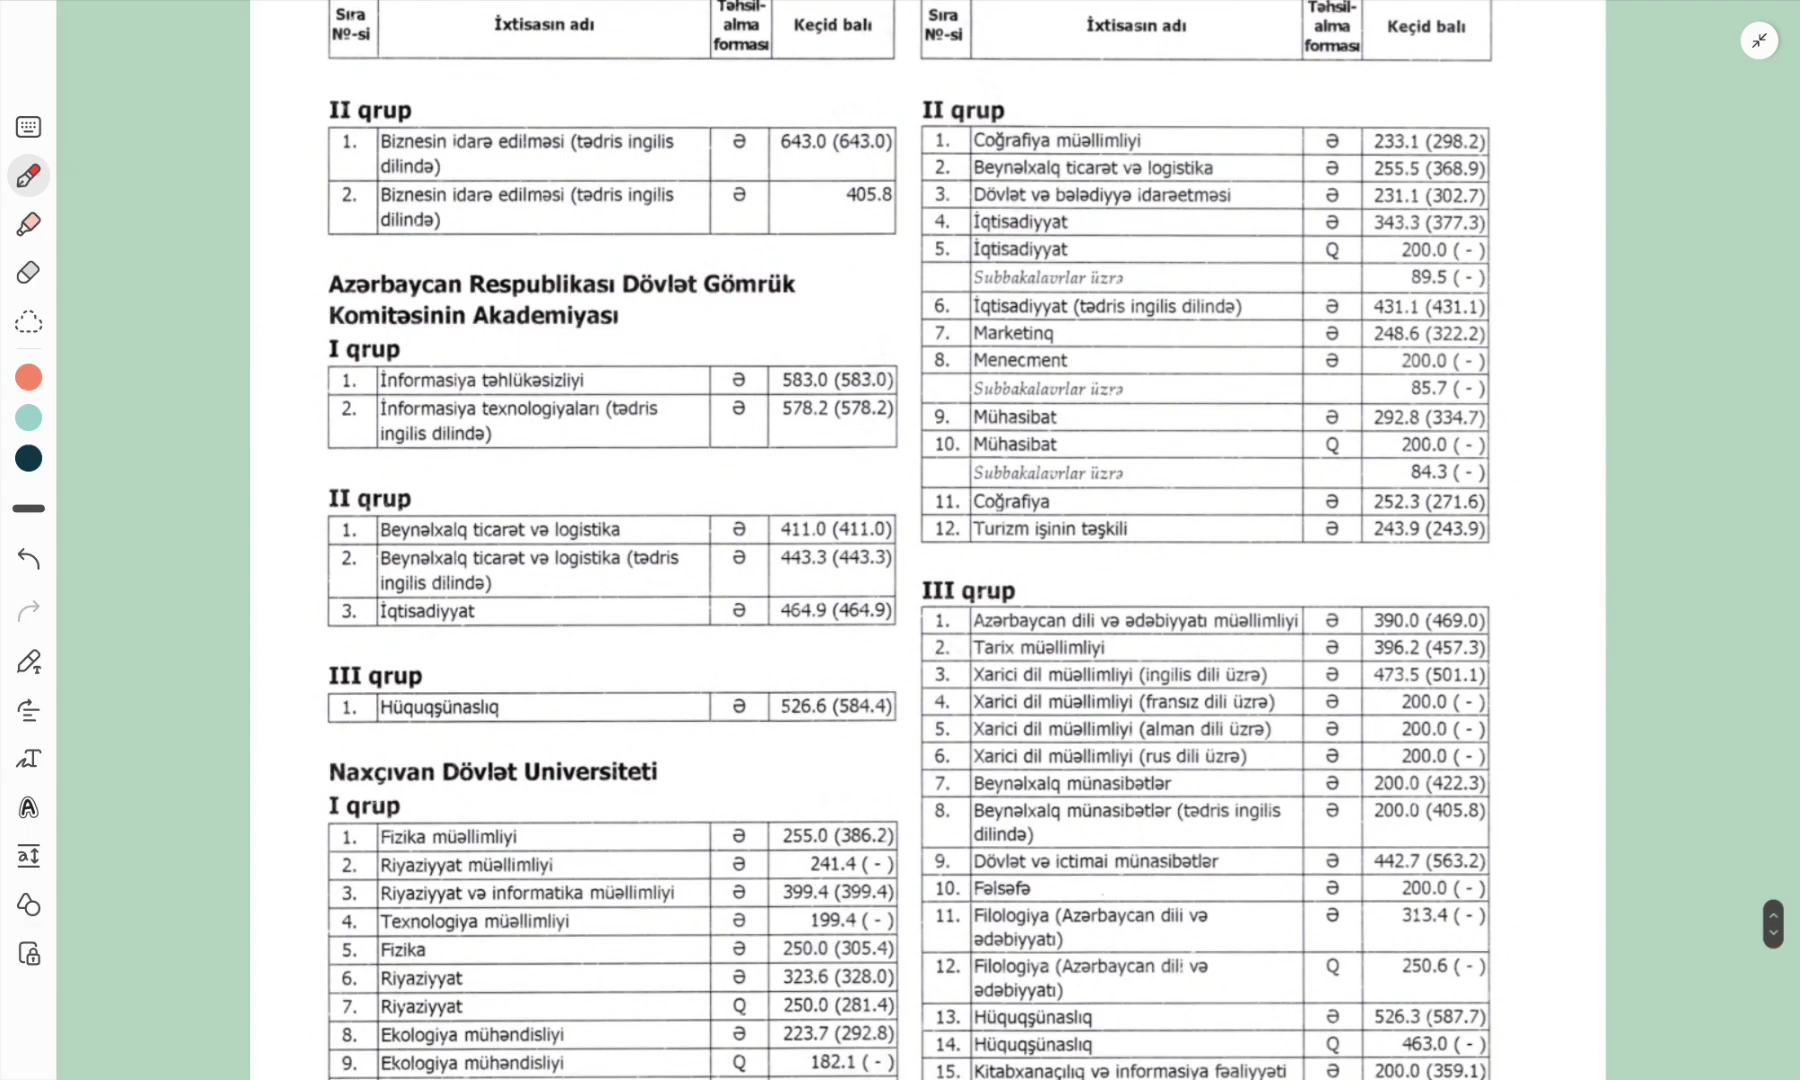 Sıra
№-si
İxtisasın adı
Təhsil-
alma
forması
Keçid balı
II qrup
1. Biznesin idarə edilməsi (tədris ingilis Ə 643.0 (643.0)
dilində)
2. Biznesin idarə edilməsi (tədris ingilis Ə 405.8
dilində)
Azərbaycan Respublikası Dövlət Gömrük
Komitəsinin Akademiyası
I qrup
1. İnformasiya təhlükəsizliyi Ə 583.0 (583.0)
2. İnformasiya texnologiyaları (tədris Ə 578.2 (578.2)
ingilis dilində)
II qrup
1. Beynəlxalq ticarət və logistika Ə 411.0 (411.0)
2. Beynəlxalq ticarət və logistika (tədris Ə 443.3 (443.3)
ingilis dilində)
3. İqtisadiyyat Ə 464.9 (464.9)
III qrup
1. Hüquqşünaslıq Ə 526.6 (584.4)
Naxçıvan Dövlət Universiteti
I qrup
1. Fizika müəllimliyi Ə 255.0 (386.2)
2. Riyaziyyat müəllimliyi Ə 241.4 ( - )
3. Riyaziyyat və informatika müəllimliyi Ə 399.4 (399.4)
4. Texnologiya müəllimliyi Ə 199.4 ( - )
5. Fizika Ə 250.0 (305.4)
6. Riyaziyyat Ə 323.6 (328.0)
7. Riyaziyyat Q 250.0 (281.4)
8. Ekologiya mühəndisliyi Ə 223.7 (292.8)
9. Ekologiya mühəndisliyi Q 182.1 ( - )
Sıra
№-si
İxtisasın adı
Təhsil-
alma
forması
Keçid balı
II qrup
1. Coğrafiya müəllimliyi Ə 233.1 (298.2)
2. Beynəlxalq ticarət və logistika Ə 255.5 (368.9)
3. Dövlət və bələdiyyə idarəetməsi Ə 231.1 (302.7)
4. İqtisadiyyat Ə 343.3 (377.3)
5. İqtisadiyyat Q 200.0 ( - )
Subbakalavrlar üzrə 89.5 ( - )
6. İqtisadiyyat (tədris ingilis dilində) Ə 431.1 (431.1)
7. Marketinq Ə 248.6 (322.2)
8. Menecment Ə 200.0 ( - )
Subbakalavrlar üzrə 85.7 ( - )
9. Mühasibat Ə 292.8 (334.7)
10. Mühasibat Q 200.0 ( - )
Subbakalavrlar üzrə 84.3 ( - )
11. Coğrafiya Ə 252.3 (271.6)
12. Turizm işinin təşkili Ə 243.9 (243.9)
III qrup
1. Azərbaycan dili və ədəbiyyatı müəllimliyi Ə 390.0 (469.0)
2. Tarix müəllimliyi Ə 396.2 (457.3)
3. Xarici dil müəllimliyi (ingilis dili üzrə) Ə 473.5 (501.1)
4. Xarici dil müəllimliyi (fransız dili üzrə) Ə 200.0 ( - )
5. Xarici dil müəllimliyi (alman dili üzrə) Ə 200.0 ( - )
6. Xarici dil müəllimliyi (rus dili üzrə) Ə 200.0 ( - )
7. Beynəlxalq münasibətlər Ə 200.0 (422.3)
8. Beynəlxalq münasibətlər (tədris ingilis Ə 200.0 (405.8)
dilində)
9. Dövlət və ictimai münasibətlər Ə 442.7 (563.2)
10. Fəlsəfə Ə 200.0 ( - )
11. Filologiya (Azərbaycan dili və Ə 313.4 ( - )
ədəbiyyatı)
12. Filologiya (Azərbaycan dili və Q 250.6 ( - )
ədəbiyyatı)
13. Hüquqşünaslıq Ə 526.3 (587.7)
14. Hüquqşünaslıq Q 463.0 ( - )
15. Kitabxanaçılıq və informasiya fəaliyyəti Ə 200.0 (359.1)